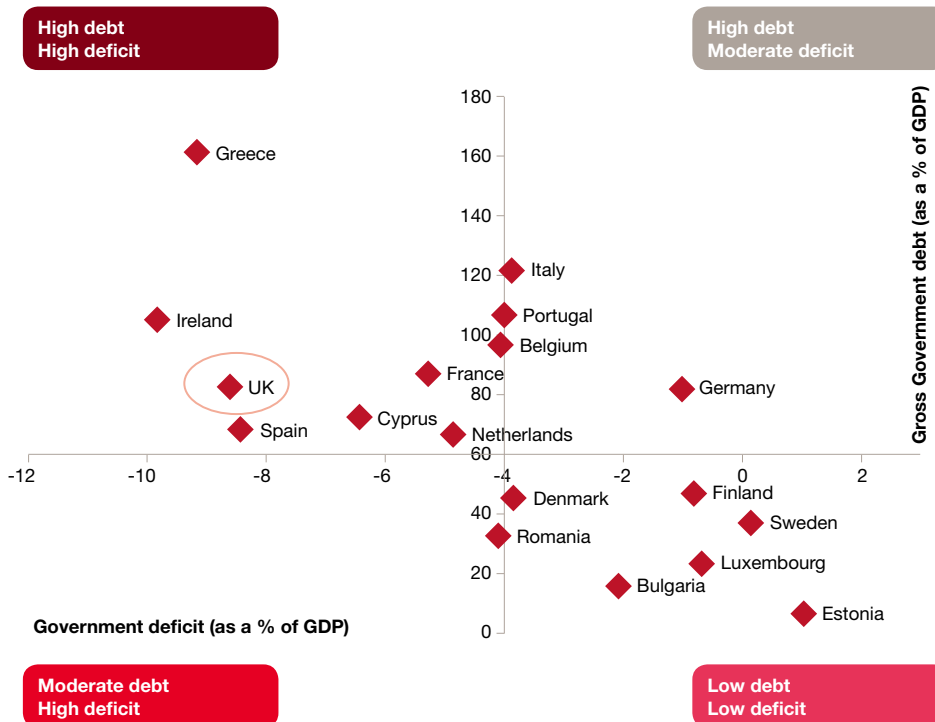 High debt
High deficit
High debt
Moderate deficit
Gross Government debt (as a % of GDP)
180
160
140
120
100
80
60
40
20
0
Greece
Italy
Ireland
Portugal
Belgium
France
UK
Germany
Cyprus
Spain
Netherlands
-12
-10
-8
-6
-4
-2
0
2
Denmark
Finland
Sweden
Romania
Luxembourg
Bulgaria
Estonia
Government deficit (as a % of GDP)
Moderate debt
High deficit
Low debt
Low deficit